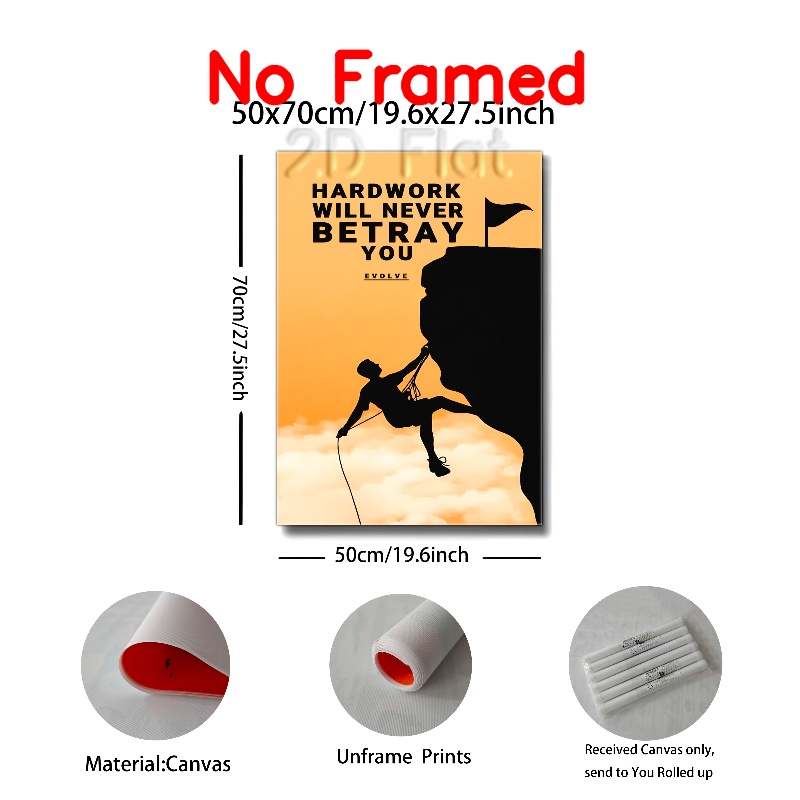 No Framed
50x70cm/19.6x27.5inch
2.D Flat
HARDWORK
WILL NEVER
BETRAY
YOU
EVOLVE
70cm/27.5inch
50cm/19.6inch
Material:Canvas
Unframe Prints
Received Canvas only,
send to You Rolled up